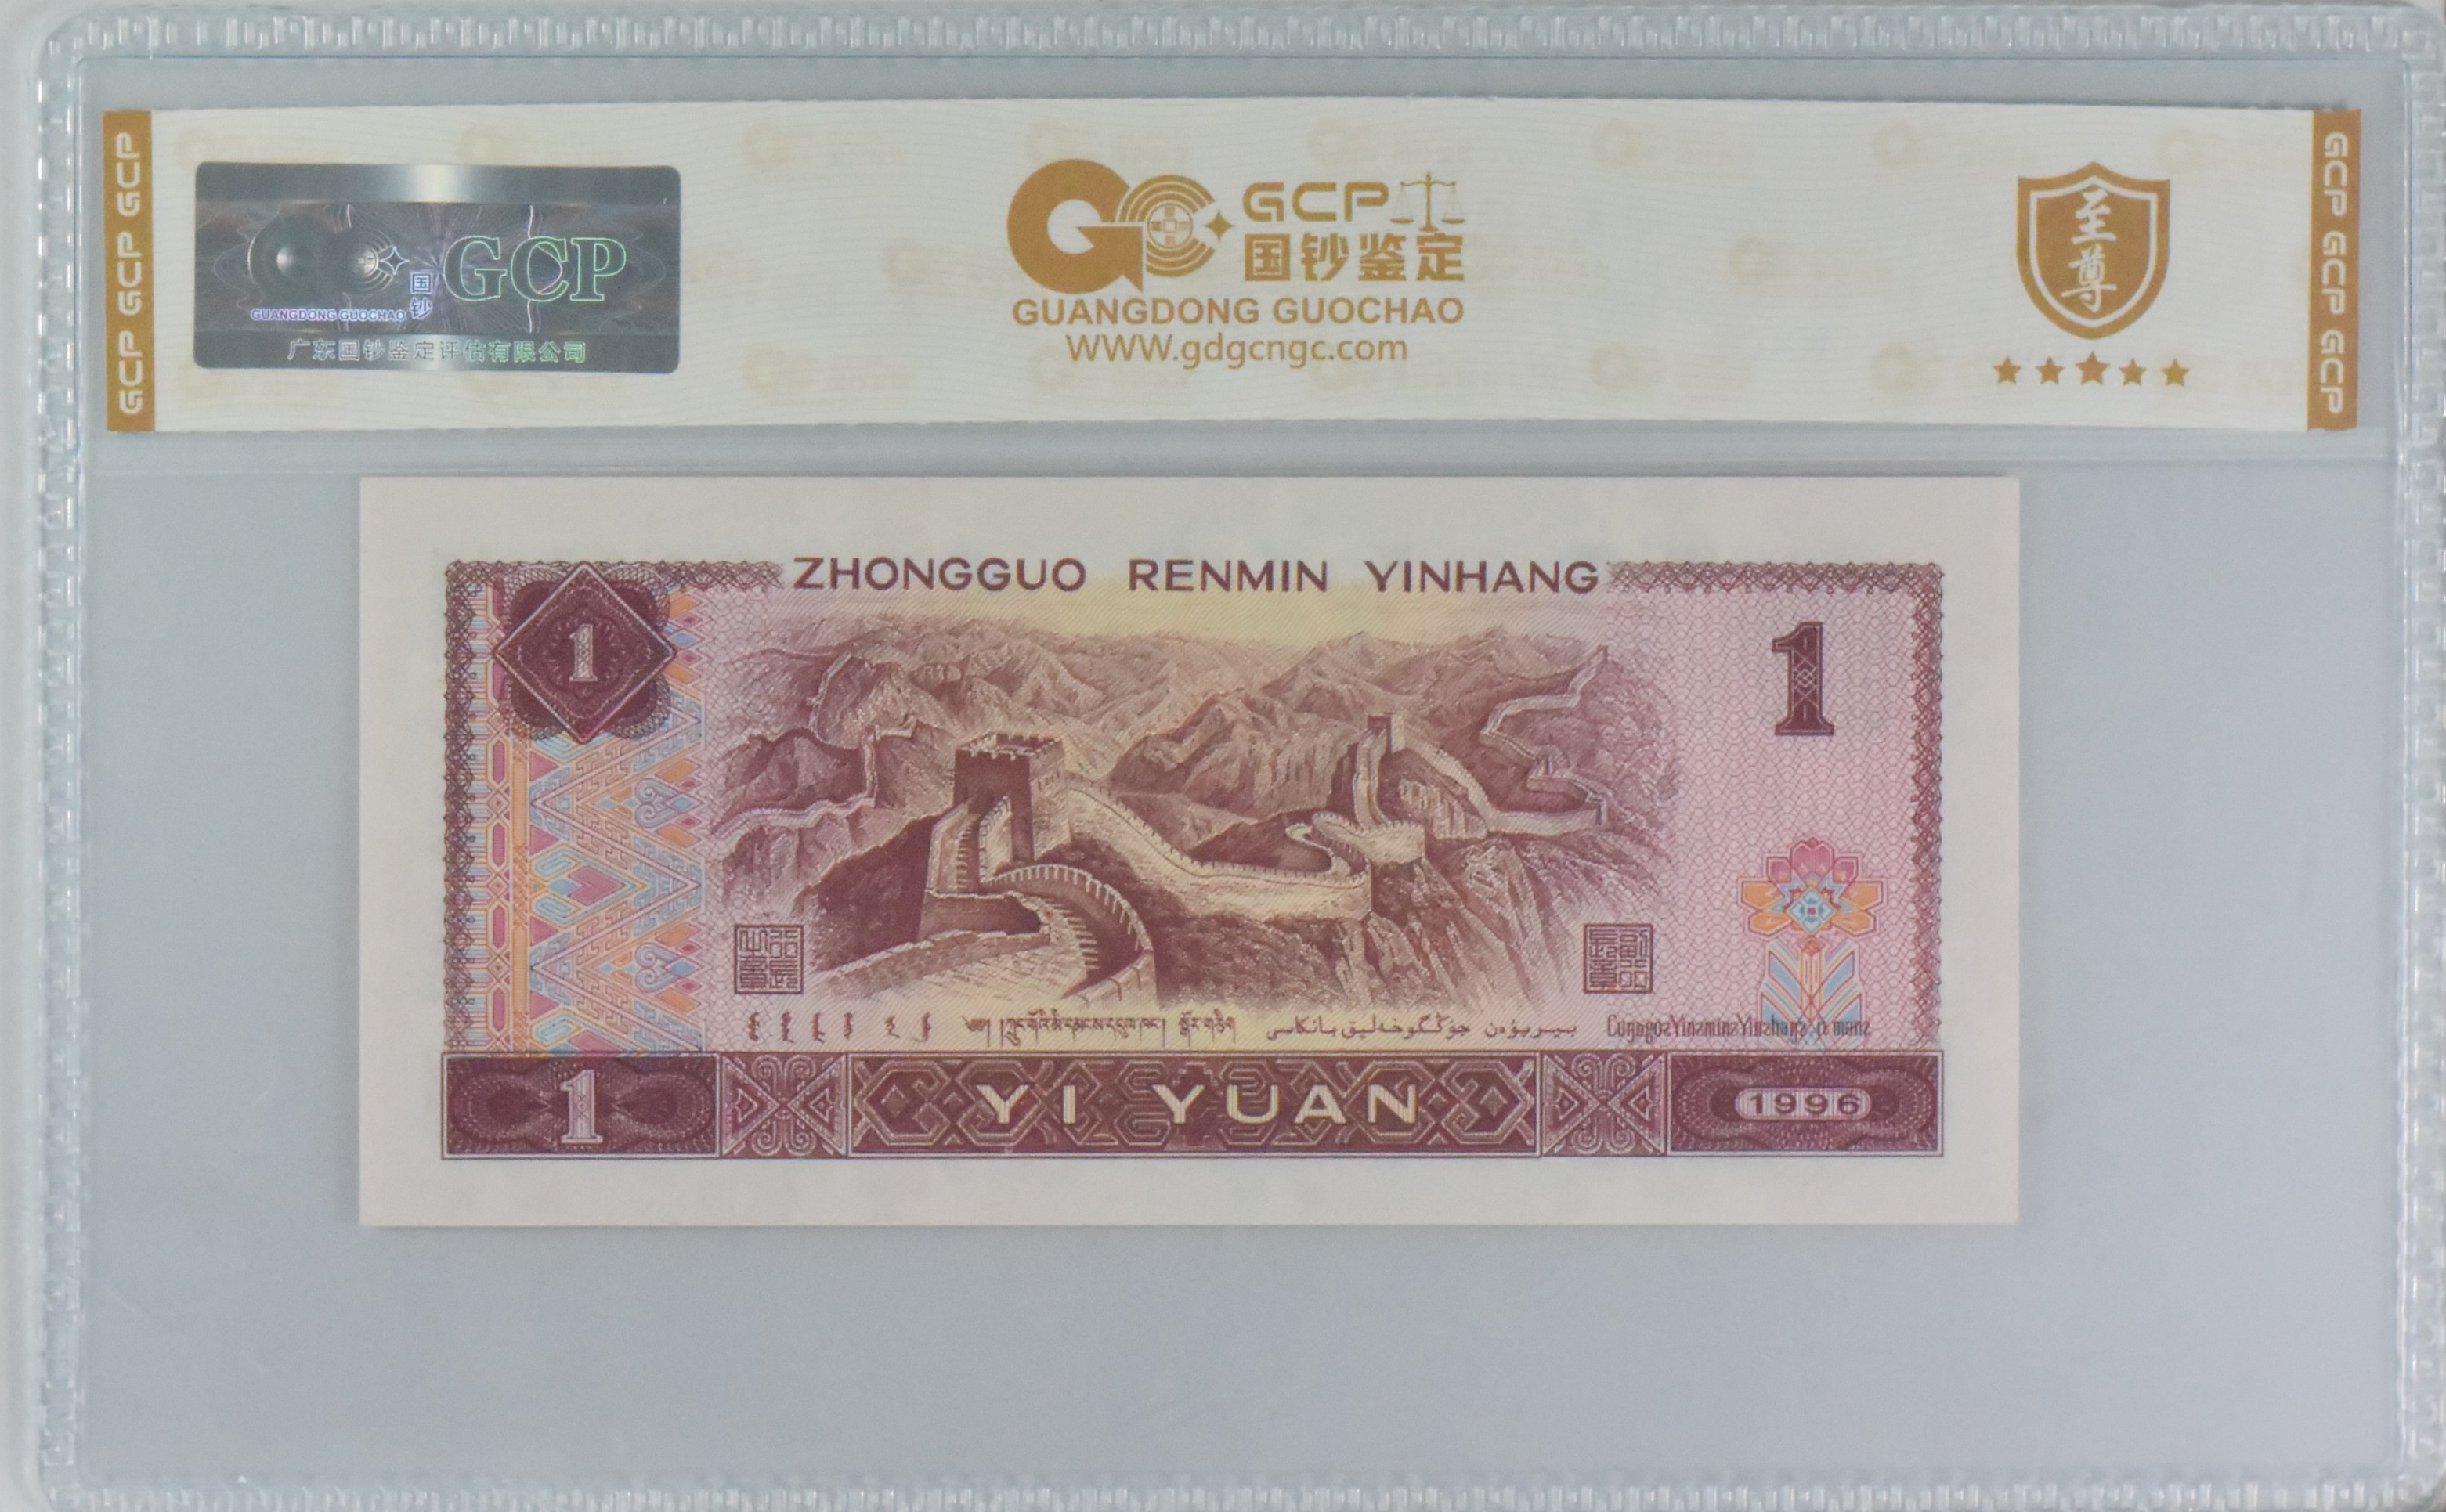 GCP GCP GCP
国钞
GCP
GUANGDONG GUOCHAO
广东国钞鉴定评估有限公司
GCP
国钞鉴定
GUANGDONG GUOCHAO
WWW.gdgcngc.com
至尊
GCP GCP GCP
ZHONGGUO RENMIN YINHANG
1
1
1
YI YUAN
1996